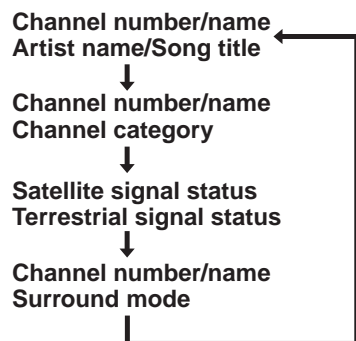 Channel number/name
Artist name/Song title
Channel number/name
Channel category
Satellite signal status
Terrestrial signal status
Channel number/name
Surround mode